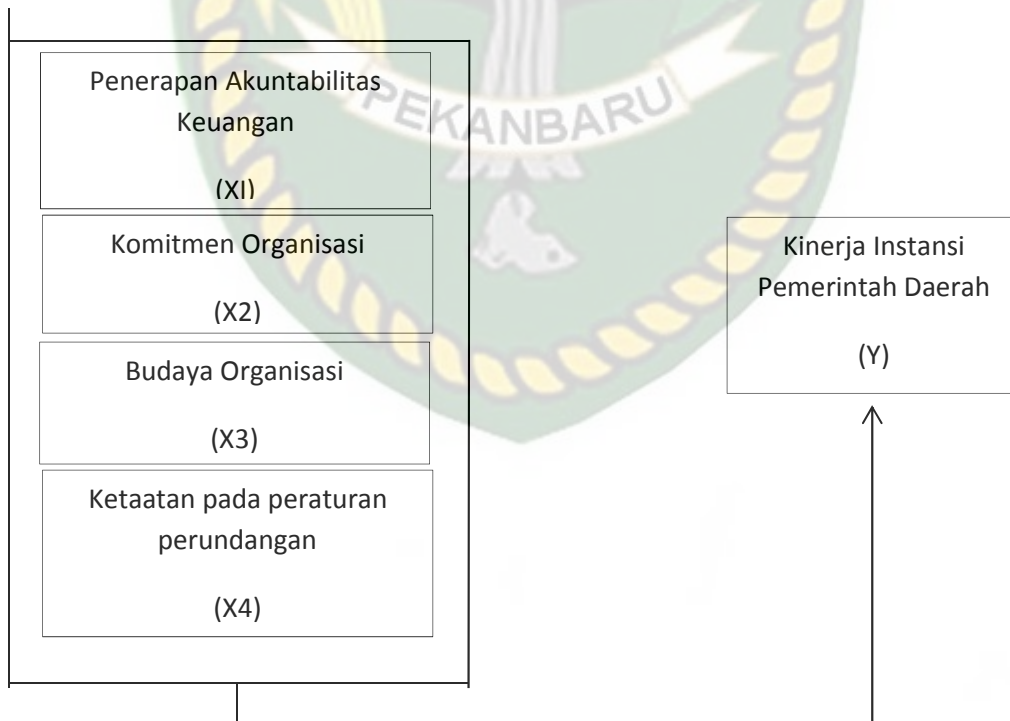 PEKANBARU
Penerapan Akuntabilitas
Keuangan
(XI)
Komitmen Organisasi
(X2)
Budaya Organisasi
(X3)
Ketaatan pada peraturan
perundangan
(X4)
Kinerja Instansi
Pemerintah Daerah
(Y)